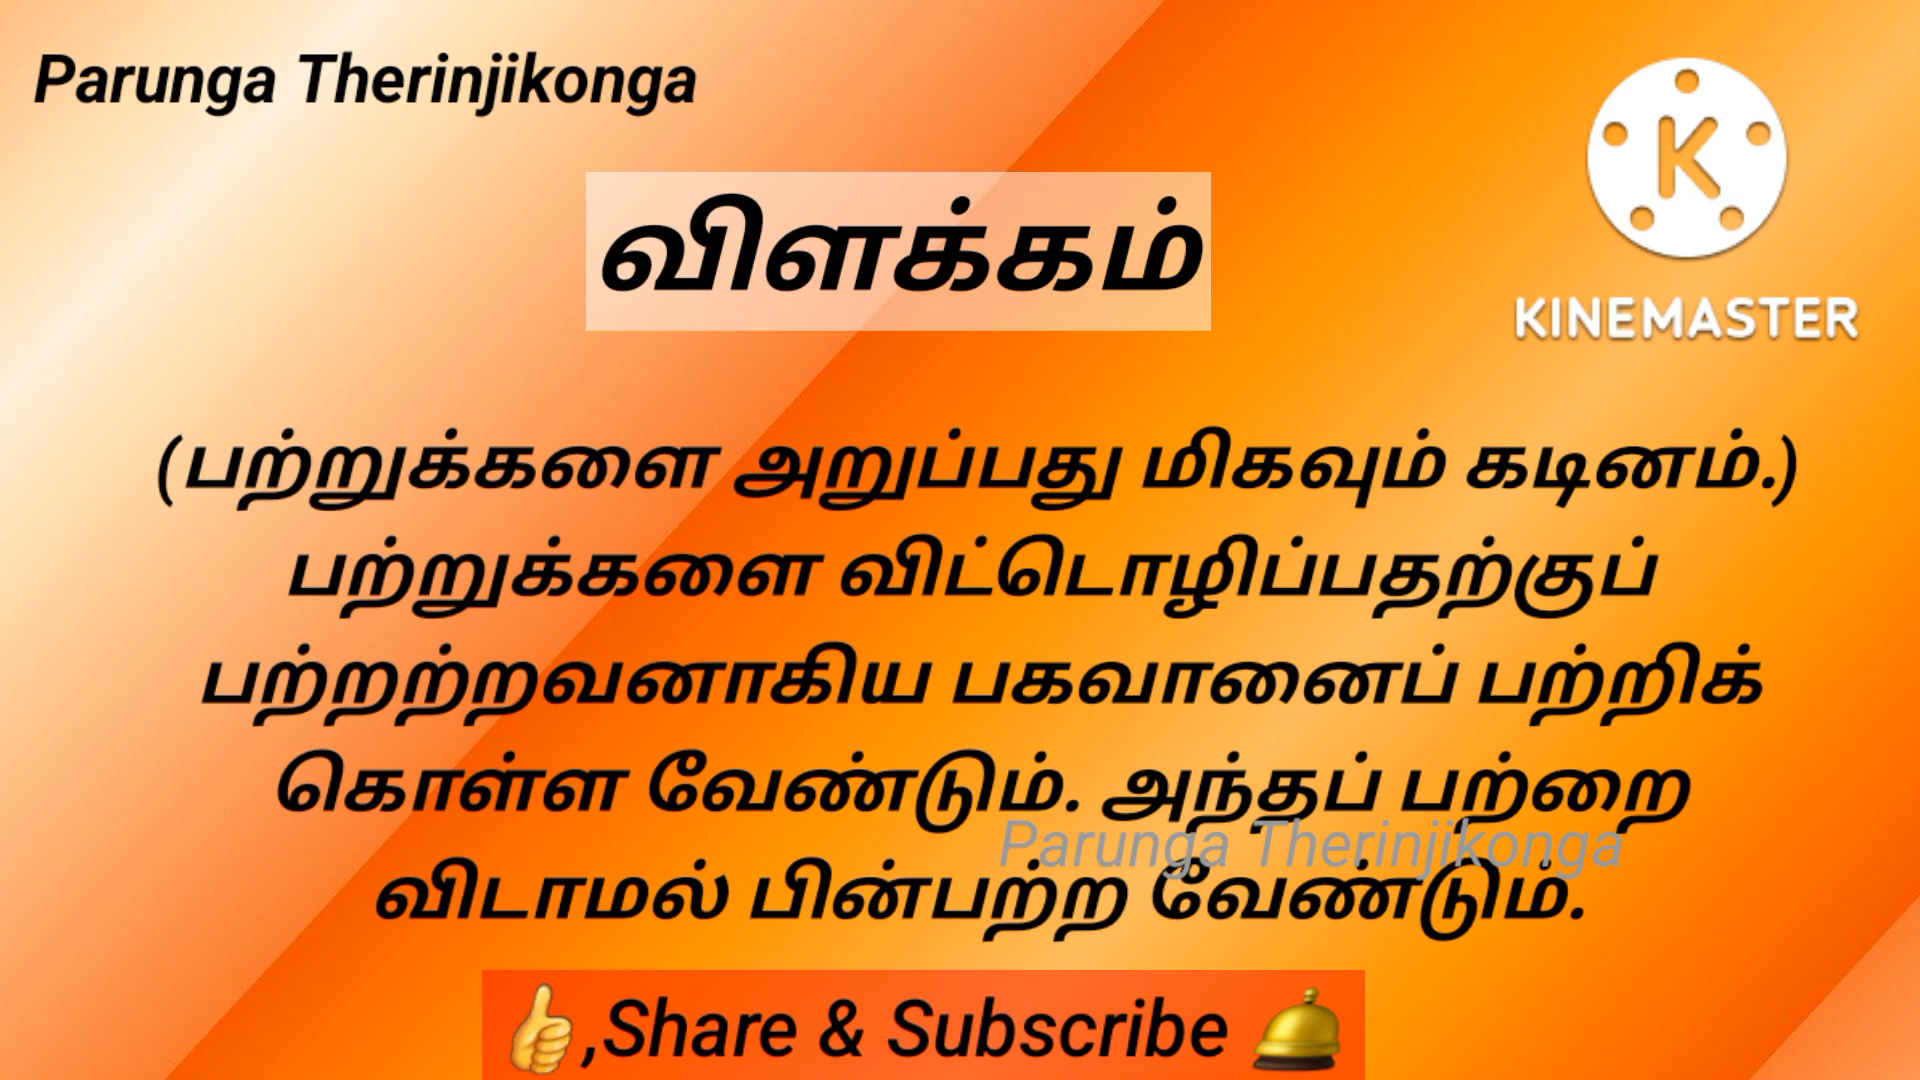 Parunga Therinjikonga
K
KINEMASTER
விளக்கம்
(பற்றுக்களை அறுப்பது மிகவும் கடினம்.)
பற்றுக்களை விட்டொழிப்பதற்குப்
பற்றற்றவனாகிய பகவானைப் பற்றிக்
கொள்ள வேண்டும். அந்தப் பற்றை
Parunga Therinjikonga
விடாமல் பின்பற்ற வேண்டும்.
👍,Share & Subscribe 🛎